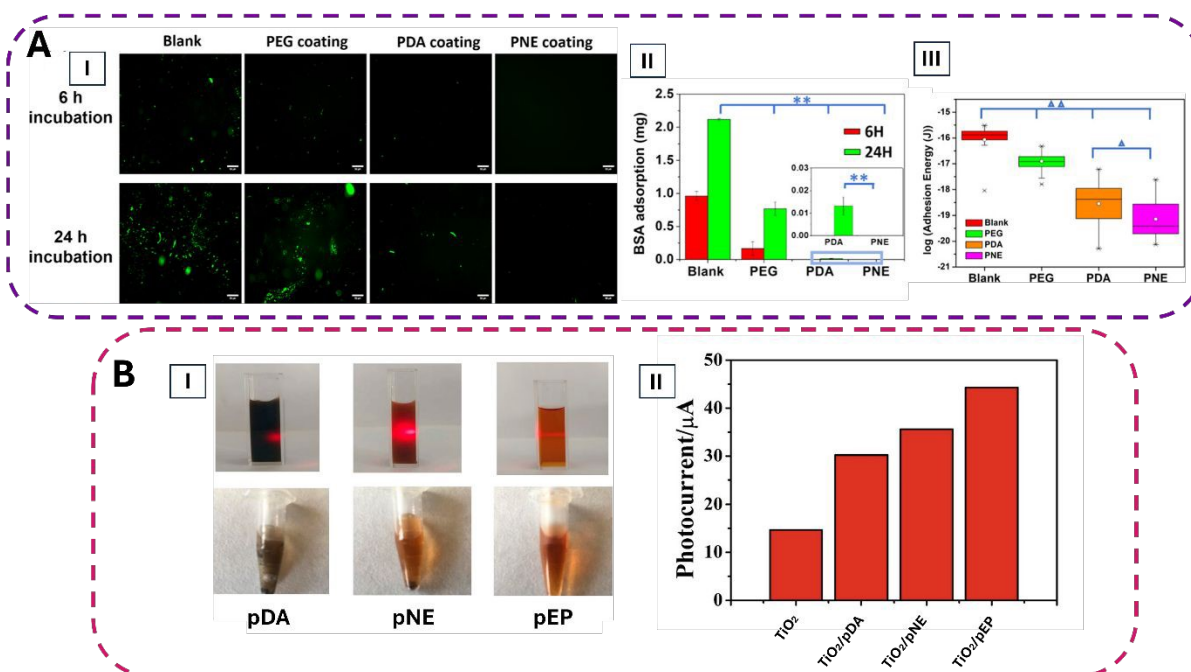 A
I
Blank
PEG coating
PDA coating
PNE coating
6 h
incubation
24 h
incubation
II
BSA adsorption (mg)
2.5
2.0
1.5
1.0
0.5
0.0
**
6H
24H
0.03
0.02
0.01
0.00
**
PDA
PNE
Blank
PEG
PDA
PNE
III
log (Adhesion Energy (J))
-15
-16
-17
-18
-19
-20
-21
Blank
PEG
PDA
PNE
Blank
PEG
PDA
PNE
B
I
pDA
pNE
pEP
II
Photocurrent/μA
50
40
30
20
10
0
TiO₂
TiO₂/pDA
TiO₂/pNE
TiO₂/pEP